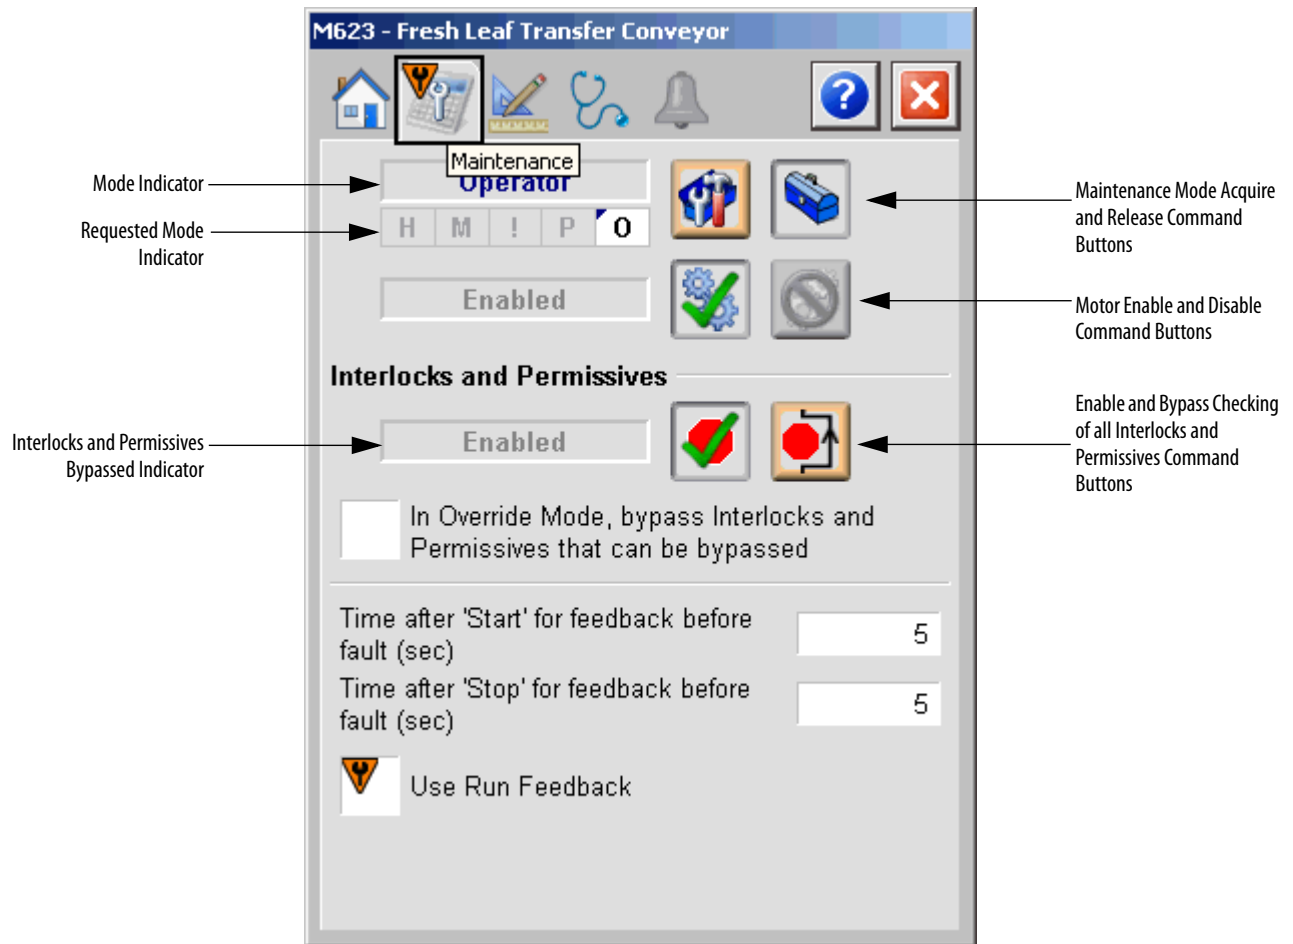 M623 - Fresh Leaf Transfer Conveyor
Maintenance
Mode Indicator
Operator
Maintenance Mode Acquire
and Release Command
Buttons
Requested Mode
Indicator
H M ! P O
Enabled
Motor Enable and Disable
Command Buttons
Interlocks and Permissives
Interlocks and Permissives
Bypassed Indicator
Enabled
Enable and Bypass Checking
of all Interlocks and
Permissives Command
Buttons
In Override Mode, bypass Interlocks and
Permissives that can be bypassed
Time after 'Start' for feedback before
fault (sec)
5
Time after 'Stop' for feedback before
fault (sec)
5
Use Run Feedback